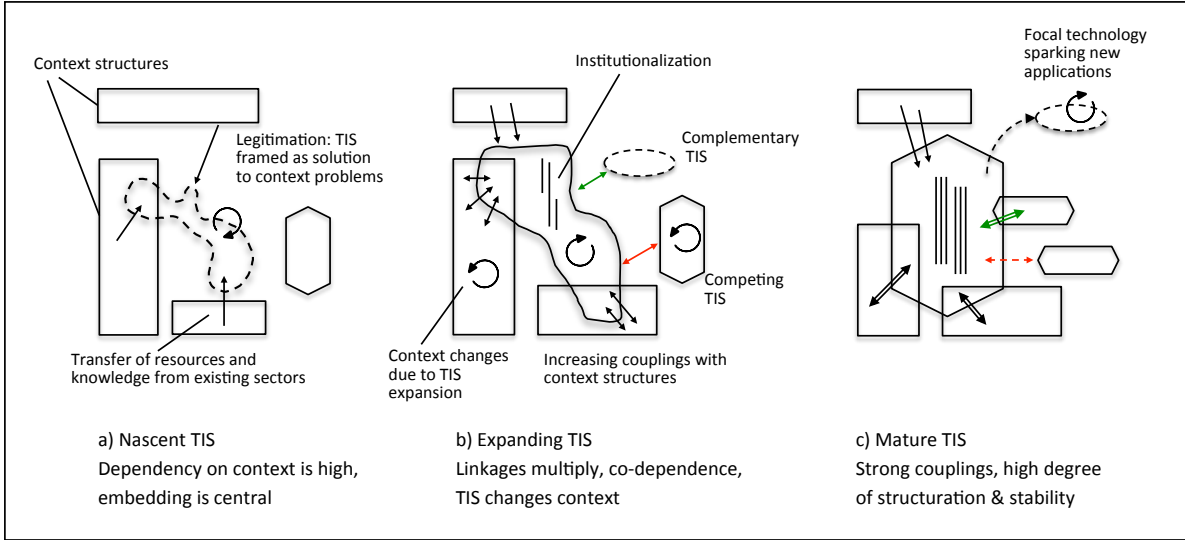 Context structures
Legitimation: TIS
framed as solution
to context problems
Transfer of resources and
knowledge from existing sectors
a) Nascent TIS
Dependency on context is high,
embedding is central
Institutionalization
Complementary
TIS
Competing
TIS
Context changes
due to TIS
expansion
Increasing couplings with
context structures
b) Expanding TIS
Linkages multiply, co-dependence,
TIS changes context
Focal technology
sparking new
applications
c) Mature TIS
Strong couplings, high degree
of structuration & stability